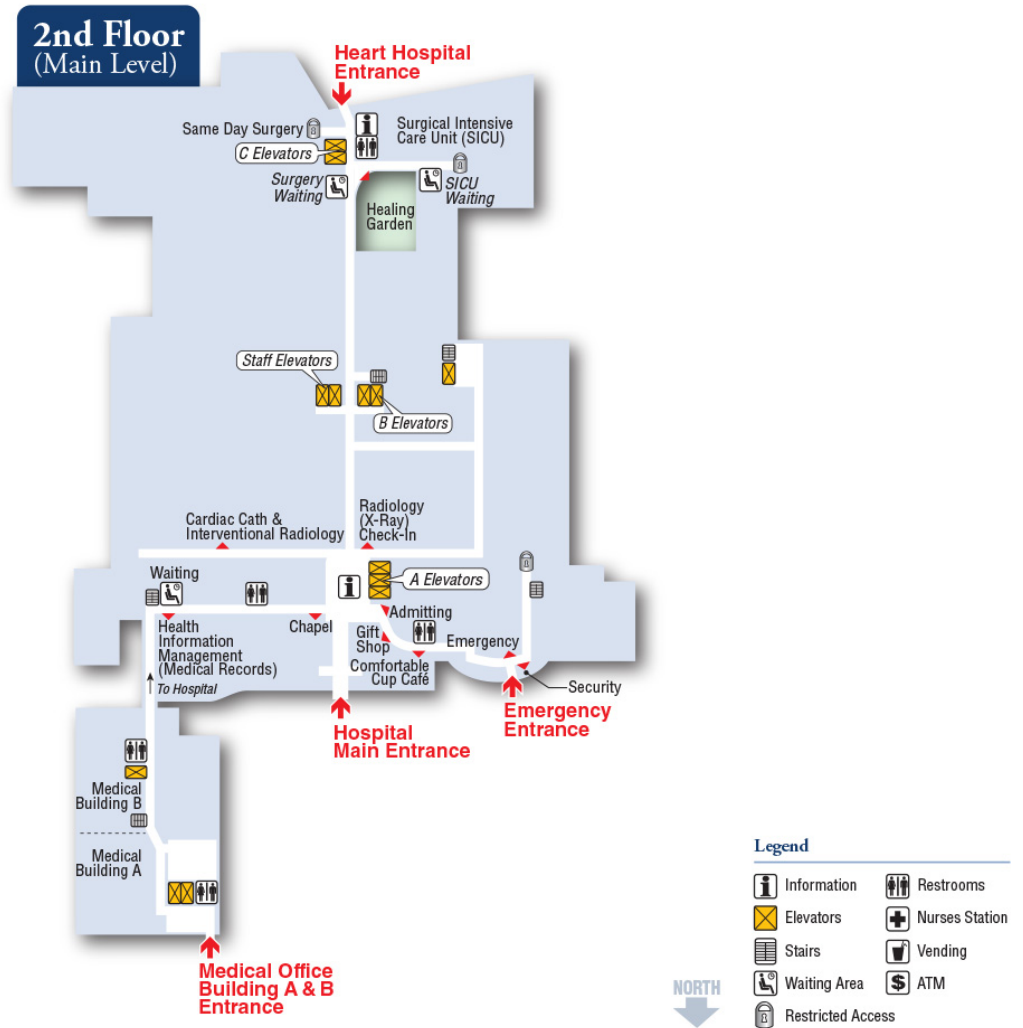 2nd Floor
(Main Level)
Heart Hospital
Entrance
Same Day Surgery
Surgical Intensive
Care Unit (SICU)
C Elevators
Surgery
Waiting
SICU
Waiting
Healing
Garden
Staff Elevators
B Elevators
Cardiac Cath &
Interventional Radiology
Radiology
(X-Ray)
Check-In
Waiting
A Elevators
Health
Information
Management
(Medical Records)
Chapel
Admitting
Gift
Shop
Emergency
Comfortable
Cup Café
To Hospital
Security
Hospital
Main Entrance
Emergency
Entrance
Medical
Building B
Medical
Building A
Medical Office
Building A & B
Entrance
NORTH
Legend
Information
Restrooms
Elevators
Nurses Station
Stairs
Vending
Waiting Area
$ ATM
Restricted Access